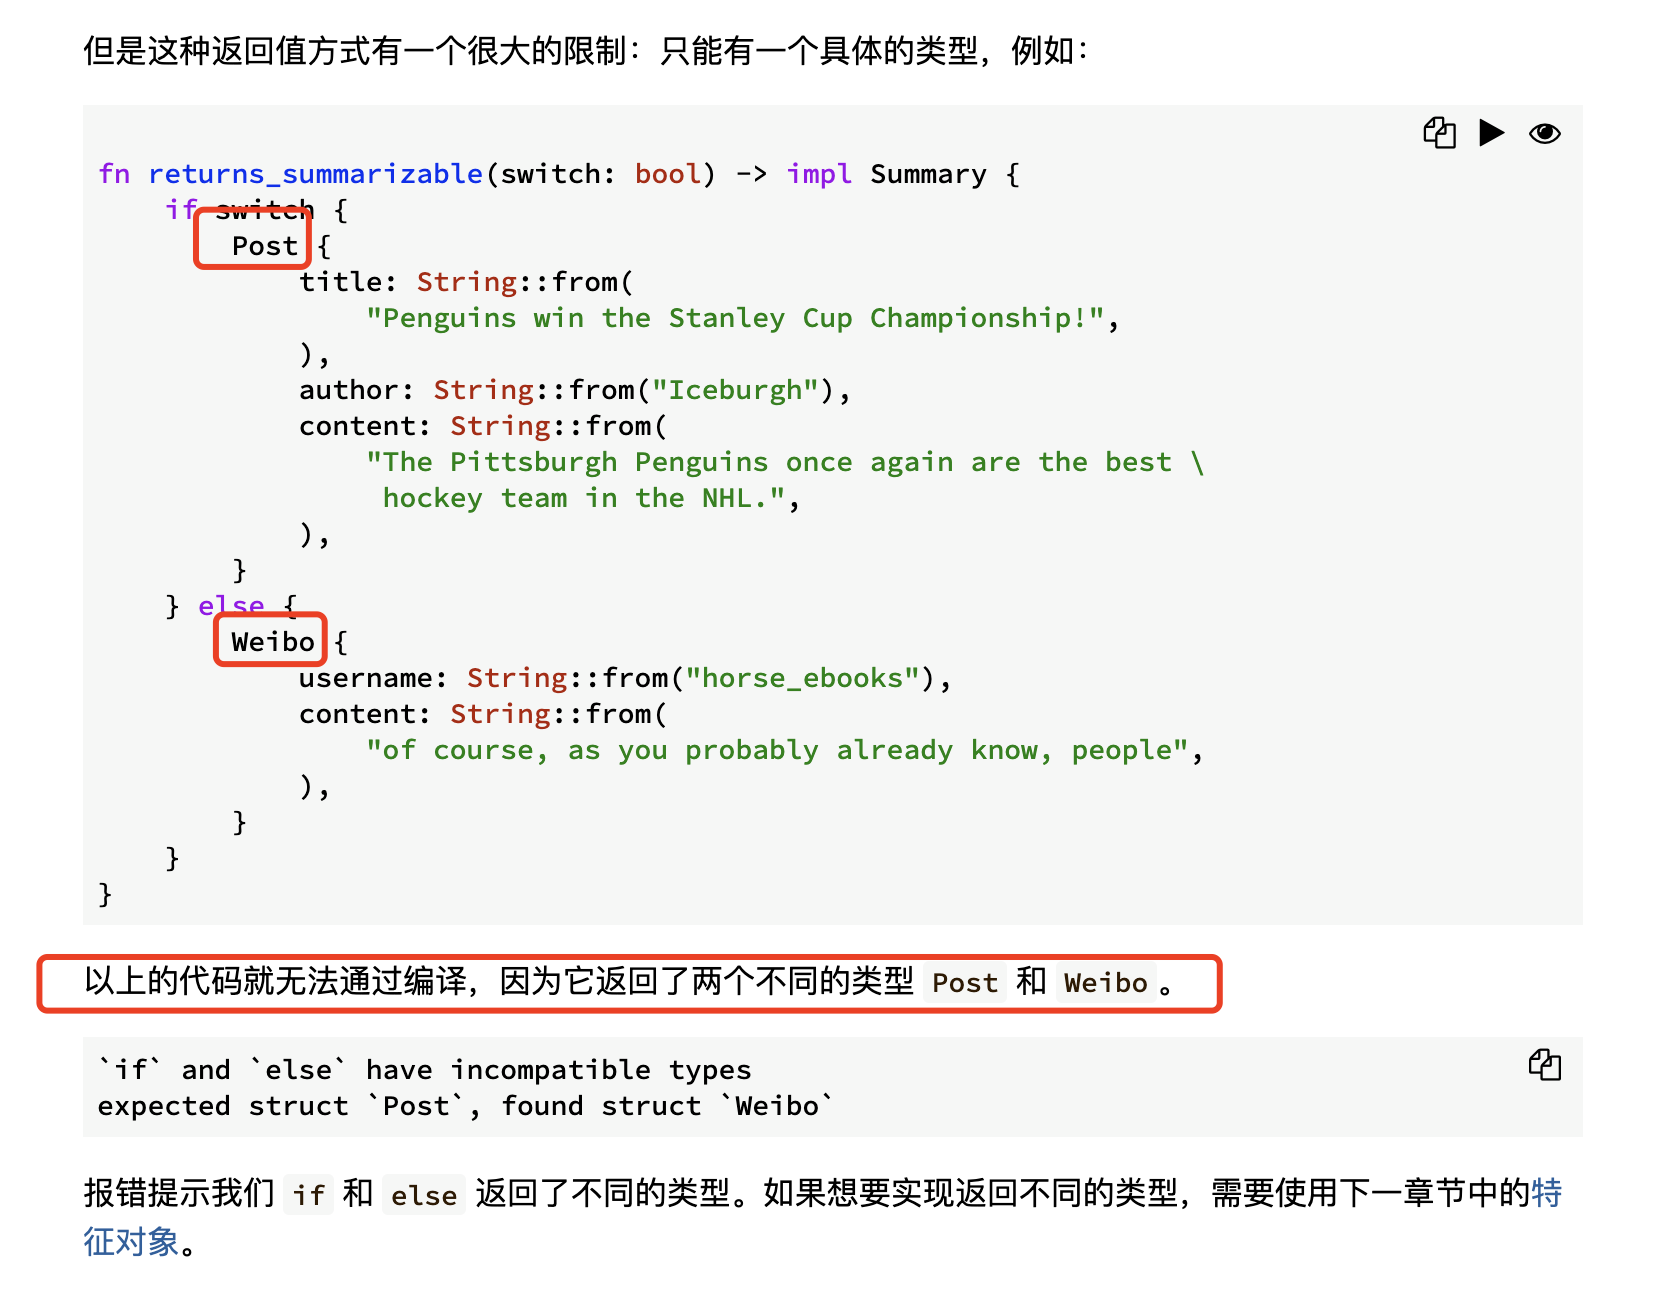 但是这种返回值方式有一个很大的限制：只能有一个具体的类型，例如：
fn returns_summarizable(switch: bool) -> impl Summary {
    if switch {
        Post {
            title: String::from(
                "Penguins win the Stanley Cup Championship!",
            ),
            author: String::from("Iceburgh"),
            content: String::from(
                "The Pittsburgh Penguins once again are the best \
                 hockey team in the NHL.",
            ),
        }
    } else {
        Weibo {
            username: String::from("horse_ebooks"),
            content: String::from(
                "of course, as you probably already know, people",
            ),
        }
    }
}
以上的代码就无法通过编译，因为它返回了两个不同的类型 Post 和 Weibo。
`if` and `else` have incompatible types
expected struct `Post`, found struct `Weibo`
报错提示我们 if 和 else 返回了不同的类型。如果想要实现返回不同的类型，需要使用下一章节中的特
征对象。